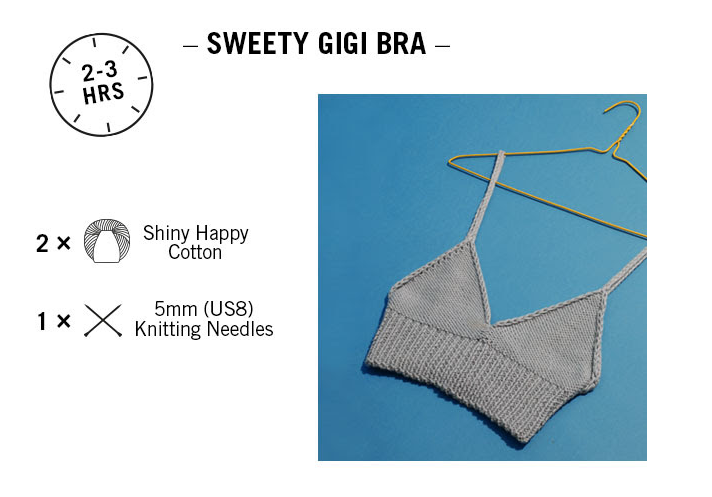 – SWEETY GIGI BRA –
2-3
HRS
2 × Shiny Happy
Cotton
1 × 5mm (US8)
Knitting Needles